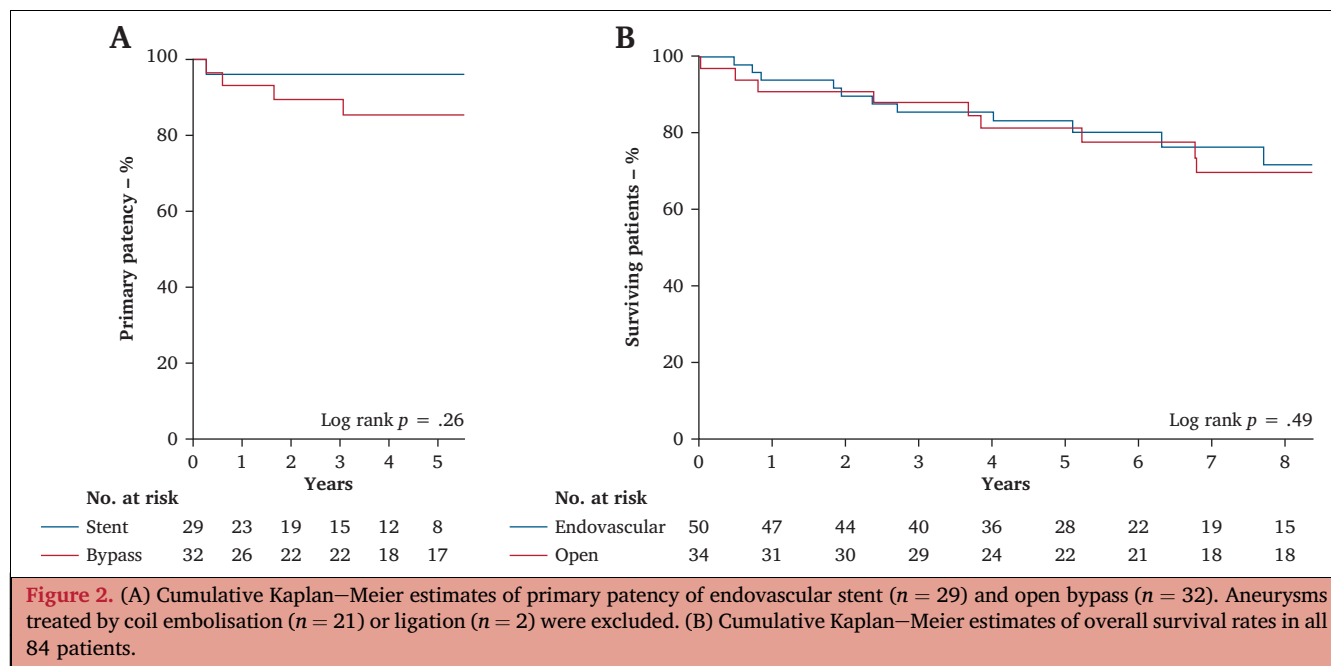 A
100
80
60
40
20
0
Primary patency – %
Log rank p = .26
0 1 2 3 4 5
Years
No. at risk
Stent 29 23 19 15 12 8
Bypass 32 26 22 22 18 17
B
100
80
60
40
20
0
Surviving patients – %
Log rank p = .49
0 1 2 3 4 5 6 7 8
Years
No. at risk
Endovascular 50 47 44 40 36 28 22 19 15
Open 34 31 30 29 24 22 21 18 18
Figure 2. (A) Cumulative Kaplan–Meier estimates of primary patency of endovascular stent (n = 29) and open bypass (n = 32). Aneurysms
treated by coil embolisation (n = 21) or ligation (n = 2) were excluded. (B) Cumulative Kaplan–Meier estimates of overall survival rates in all
84 patients.